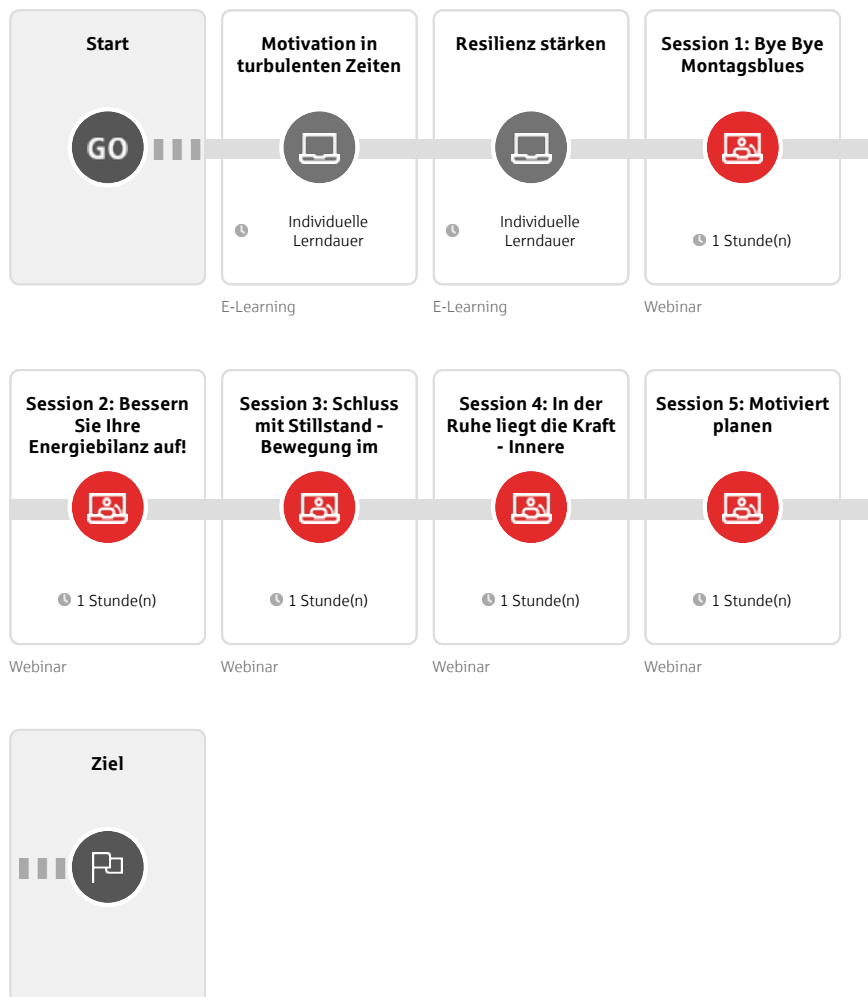 Start
GO
Motivation in
turbulenten Zeiten
Individuelle
Lerndauer
E-Learning
Resilienz stärken
Individuelle
Lerndauer
E-Learning
Session 1: Bye Bye
Montagsblues
1 Stunde(n)
Webinar
Session 2: Bessern
Sie Ihre
Energiebilanz auf!
1 Stunde(n)
Webinar
Session 3: Schluss
mit Stillstand -
Bewegung im
1 Stunde(n)
Webinar
Session 4: In der
Ruhe liegt die Kraft
- Innere
1 Stunde(n)
Webinar
Session 5: Motiviert
planen
1 Stunde(n)
Webinar
Ziel